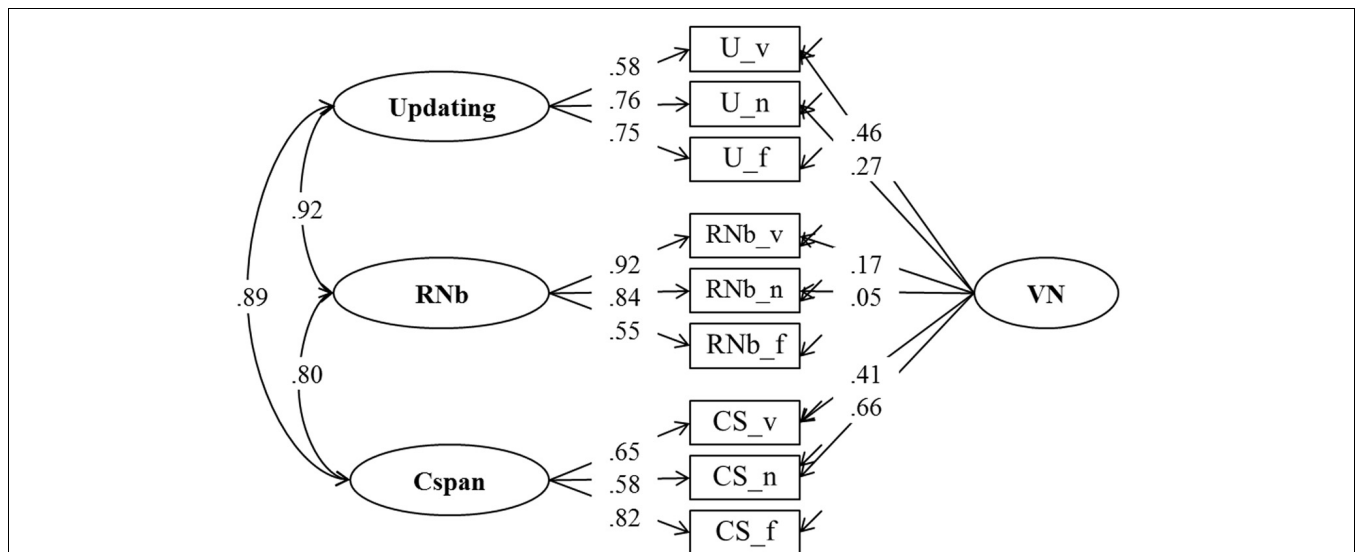 U_v
.58
Updating
.76
U_n
.46
.75
U_f
.27
.92
RNb_v
.92
.17
.89
RNb
.84
RNb_n
.05
VN
.55
RNb_f
.80
.41
CS_v
.66
.65
Cspan
.58
CS_n
.82
CS_f